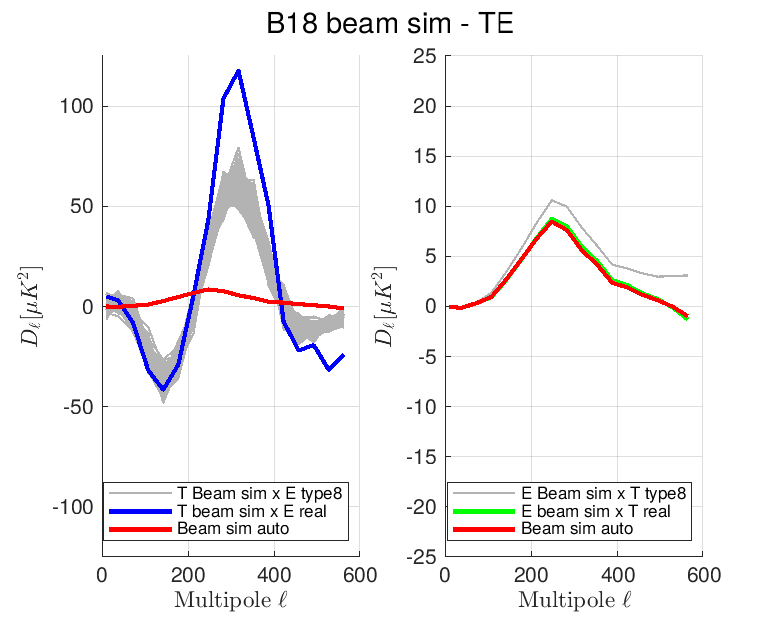 B18 beam sim - TE
100
50
0
-50
-100
0
200
400
600
Multipole ℓ
D_ℓ[μK²]
T Beam sim x E type8
T beam sim x E real
Beam sim auto
25
20
15
10
5
0
-5
-10
-15
-20
-25
0
200
400
600
Multipole ℓ
D_ℓ[μK²]
E Beam sim x T type8
E beam sim x T real
Beam sim auto